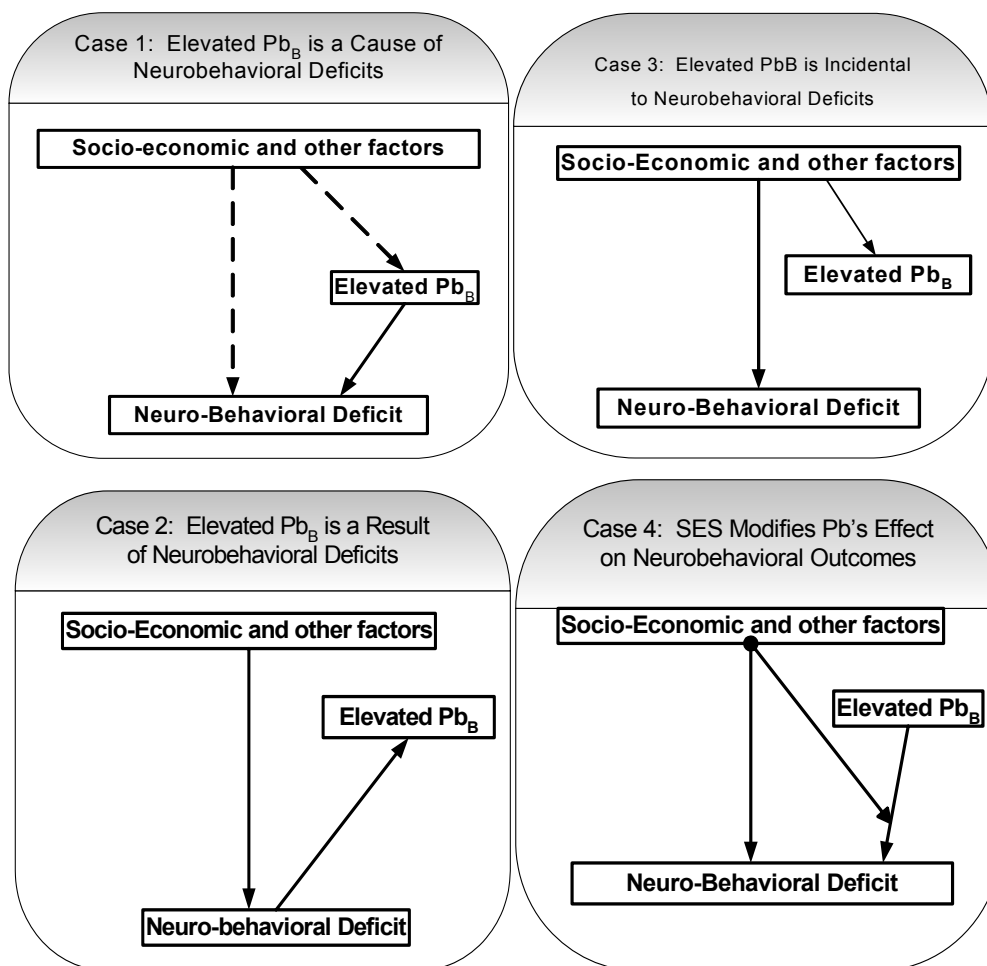 Case 1: Elevated Pb_B is a Cause of
Neurobehavioral Deficits
Socio-economic and other factors
Elevated Pb_B
Neuro-Behavioral Deficit
Case 3: Elevated PbB is Incidental
to Neurobehavioral Deficits
Socio-Economic and other factors
Elevated Pb_B
Neuro-Behavioral Deficit
Case 2: Elevated Pb_B is a Result
of Neurobehavioral Deficits
Socio-Economic and other factors
Elevated Pb_B
Neuro-behavioral Deficit
Case 4: SES Modifies Pb's Effect
on Neurobehavioral Outcomes
Socio-Economic and other factors
Elevated Pb_B
Neuro-Behavioral Deficit